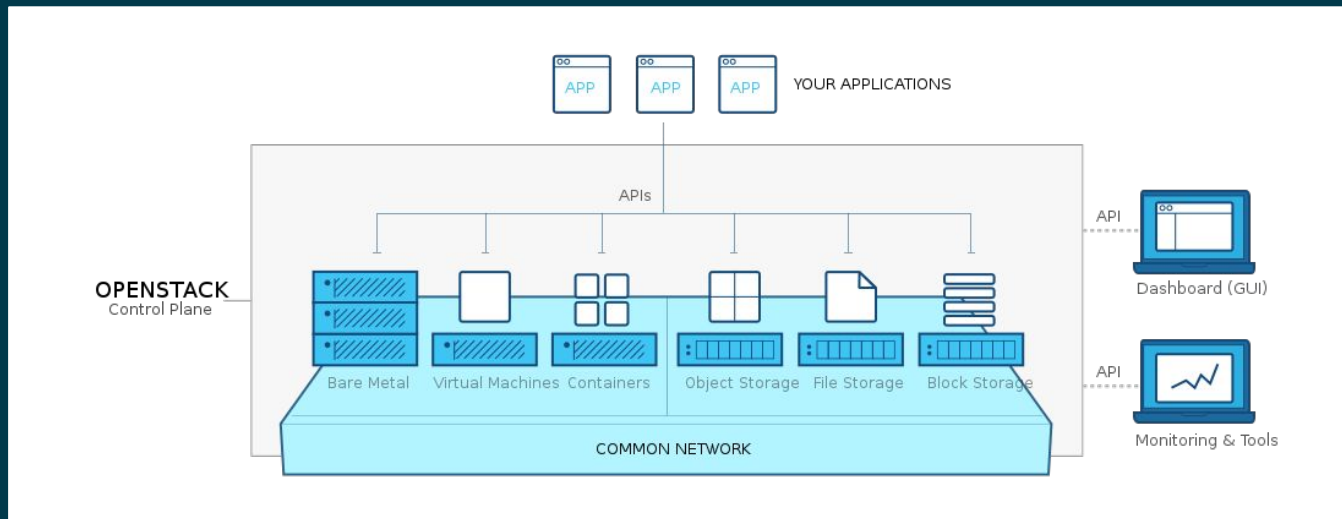 APP
APP
APP
YOUR APPLICATIONS
APIs
OPENSTACK
Control Plane
Bare Metal
Virtual Machines
Containers
Object Storage
File Storage
Block Storage
COMMON NETWORK
API
Dashboard (GUI)
API
Monitoring & Tools